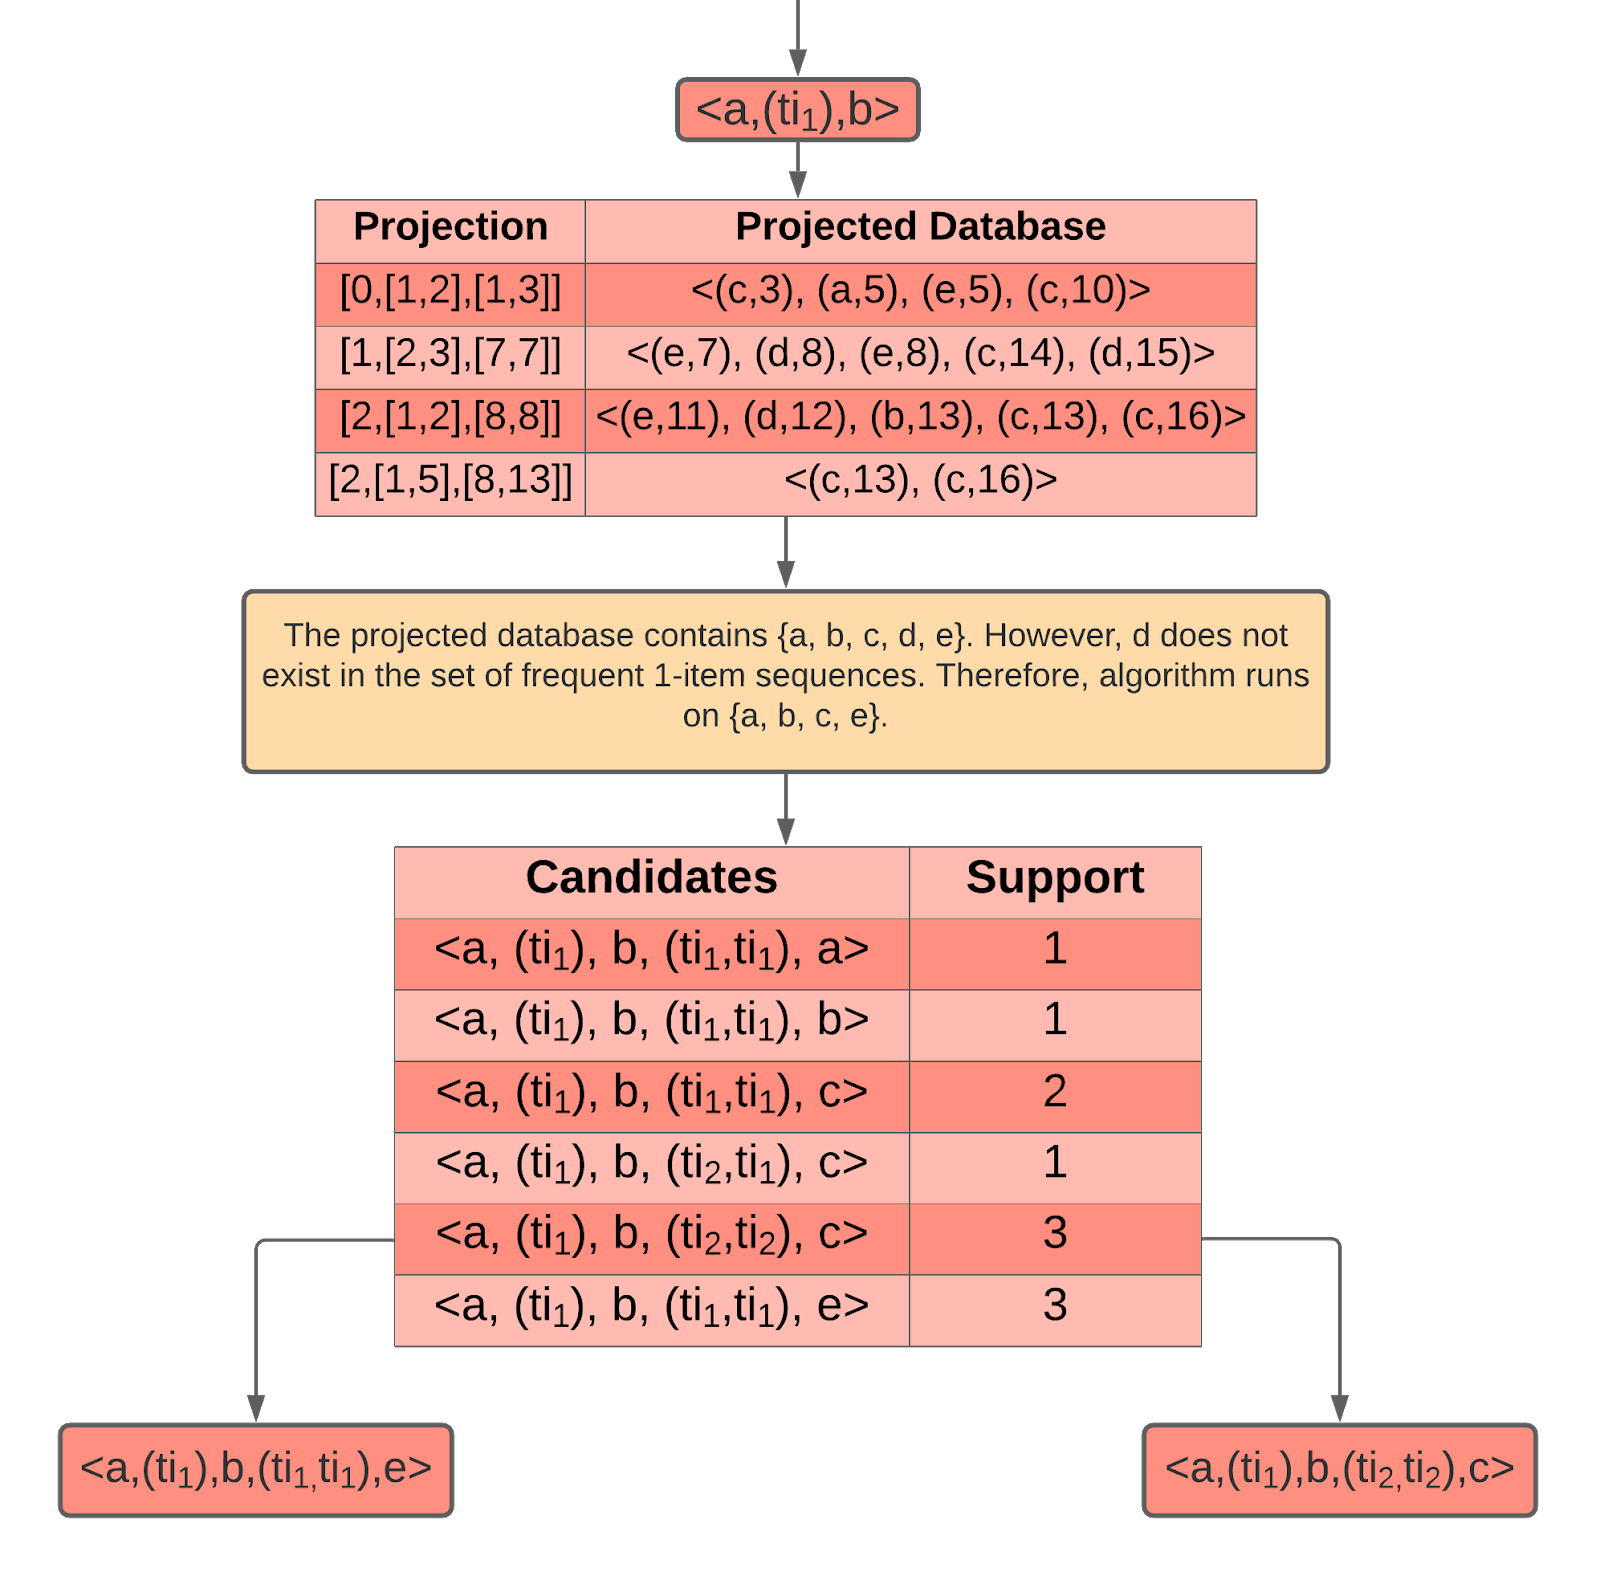 <a,(ti₁),b>
Projection Projected Database
[0,[1,2],[1,3]] <(c,3), (a,5), (e,5), (c,10)>
[1,[2,3],[7,7]] <(e,7), (d,8), (e,8), (c,14), (d,15)>
[2,[1,2],[8,8]] <(e,11), (d,12), (b,13), (c,13), (c,16)>
[2,[1,5],[8,13]] <(c,13), (c,16)>
The projected database contains {a, b, c, d, e}. However, d does not
exist in the set of frequent 1-item sequences. Therefore, algorithm runs
on {a, b, c, e}.
Candidates Support
<a, (ti₁), b, (ti₁,ti₁), a> 1
<a, (ti₁), b, (ti₁,ti₁), b> 1
<a, (ti₁), b, (ti₁,ti₁), c> 2
<a, (ti₁), b, (ti₂,ti₁), c> 1
<a, (ti₁), b, (ti₂,ti₂), c> 3
<a, (ti₁), b, (ti₁,ti₁), e> 3
<a,(ti₁),b,(ti₁,ti₁),e>
<a,(ti₁),b,(ti₂,ti₂),c>